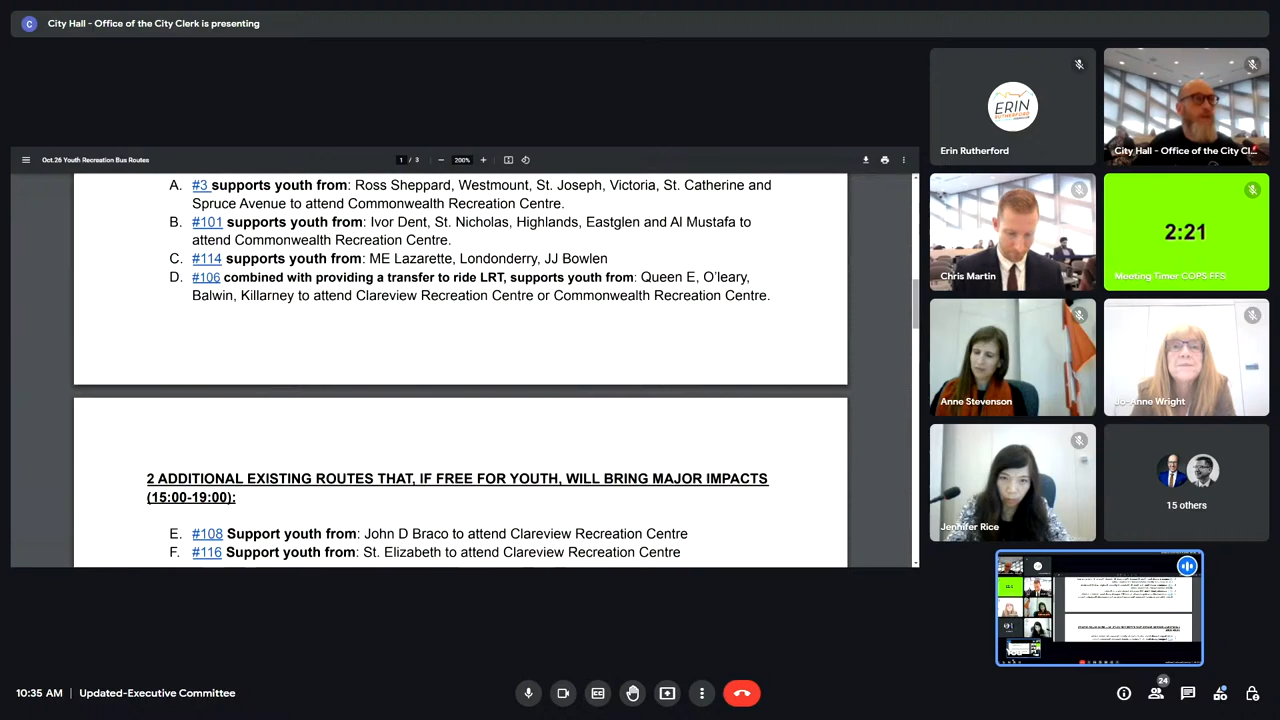 C City Hall - Office of the City Clerk is presenting
Oct.26 Youth Recreation Bus Routes
1 / 3
200%
A. #3 supports youth from: Ross Sheppard, Westmount, St. Joseph, Victoria, St. Catherine and
Spruce Avenue to attend Commonwealth Recreation Centre.
B. #101 supports youth from: Ivor Dent, St. Nicholas, Highlands, Eastglen and Al Mustafa to
attend Commonwealth Recreation Centre.
C. #114 supports youth from: ME Lazarette, Londonderry, JJ Bowlen
D. #106 combined with providing a transfer to ride LRT, supports youth from: Queen E, O'leary,
Balwin, Killarney to attend Clareview Recreation Centre or Commonwealth Recreation Centre.
2 ADDITIONAL EXISTING ROUTES THAT, IF FREE FOR YOUTH, WILL BRING MAJOR IMPACTS
(15:00-19:00):
E. #108 Support youth from: John D Braco to attend Clareview Recreation Centre
F. #116 Support youth from: St. Elizabeth to attend Clareview Recreation Centre
ERIN
RUTHERFORD
Erin Rutherford
City Hall - Office of the City Cl...
Chris Martin
2:21
Meeting Timer COPS FFS
Anne Stevenson
Jo-Anne Wright
Jennifer Rice
15 others
10:35 AM | Updated-Executive Committee
24